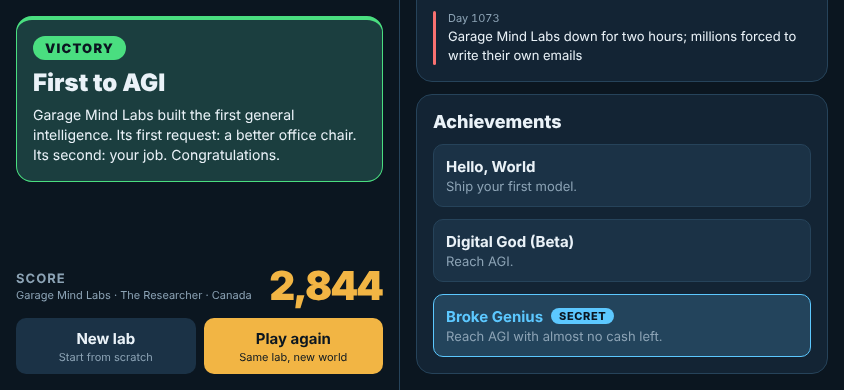 VICTORY
First to AGI
Garage Mind Labs built the first general
intelligence. Its first request: a better office chair.
Its second: your job. Congratulations.
SCORE
Garage Mind Labs · The Researcher · Canada
2,844
New lab
Start from scratch
Play again
Same lab, new world
Day 1073
Garage Mind Labs down for two hours; millions forced to
write their own emails
Achievements
Hello, World
Ship your first model.
Digital God (Beta)
Reach AGI.
Broke Genius SECRET
Reach AGI with almost no cash left.